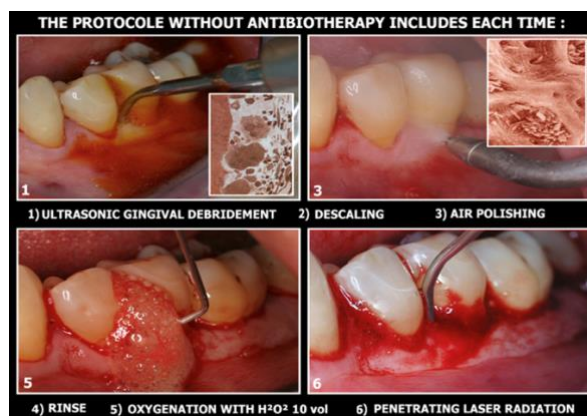 THE PROTOCOLE WITHOUT ANTIBIOTHERAPY INCLUDES EACH TIME :
1
3
1) ULTRASONIC GINGIVAL DEBRIDEMENT 2) DESCALING 3) AIR POLISHING
5
6
4) RINSE 5) OXYGENATION WITH H²O² 10 vol 6) PENETRATING LASER RADIATION